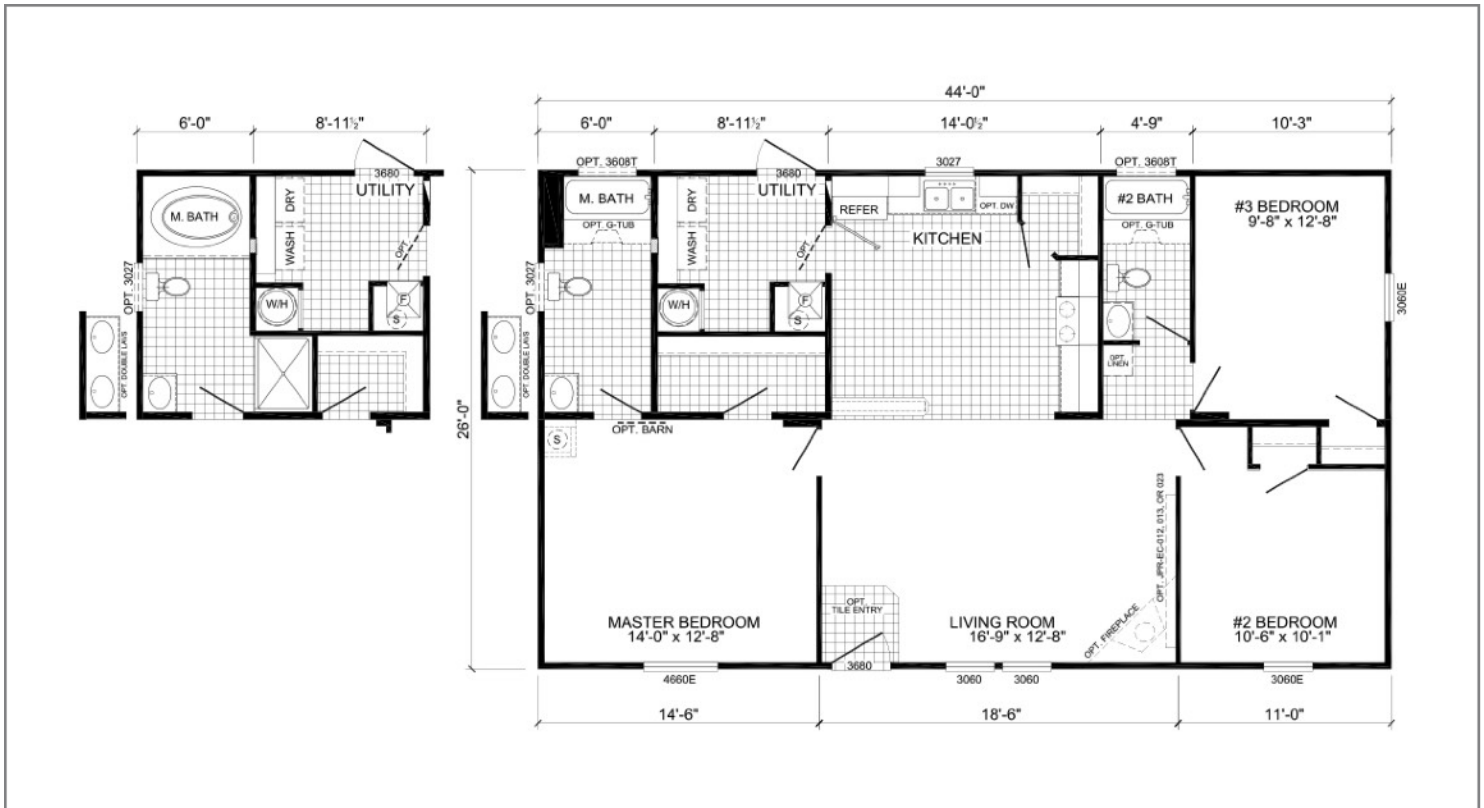 44'-0"
6'-0"
8'-11½"
6'-0"
8'-11½"
14'-0½"
4'-9"
10'-3"
3680
UTILITY
DRY
WASH
M. BATH
OPT.
OPT. 3027
W/H
F
S
OPT. DOUBLE LAVS
OPT. 3608T
M. BATH
OPT. G-TUB
3680
UTILITY
DRY
WASH
OPT.
OPT. 3027
W/H
F
S
OPT. DOUBLE LAVS
3027
REFER
OPT. DW
KITCHEN
OPT. 3608T
#2 BATH
OPT. G-TUB
OPT.
LINEN
#3 BEDROOM
9'-8" x 12'-8"
3060E
26'-0"
OPT. BARN
S
OPT. JPR-EC-012, 013, OR 023
OPT.
TILE ENTRY
OPT. FIREPLACE
MASTER BEDROOM
14'-0" x 12'-8"
LIVING ROOM
16'-9" x 12'-8"
#2 BEDROOM
10'-6" x 10'-1"
4660E
3680
3060
3060
3060E
14'-6"
18'-6"
11'-0"